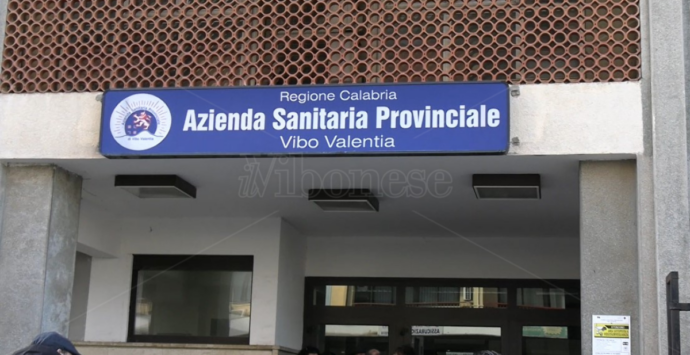 Regione Calabria
Azienda Sanitaria Provinciale
Vibo Valentia
ilVibonese